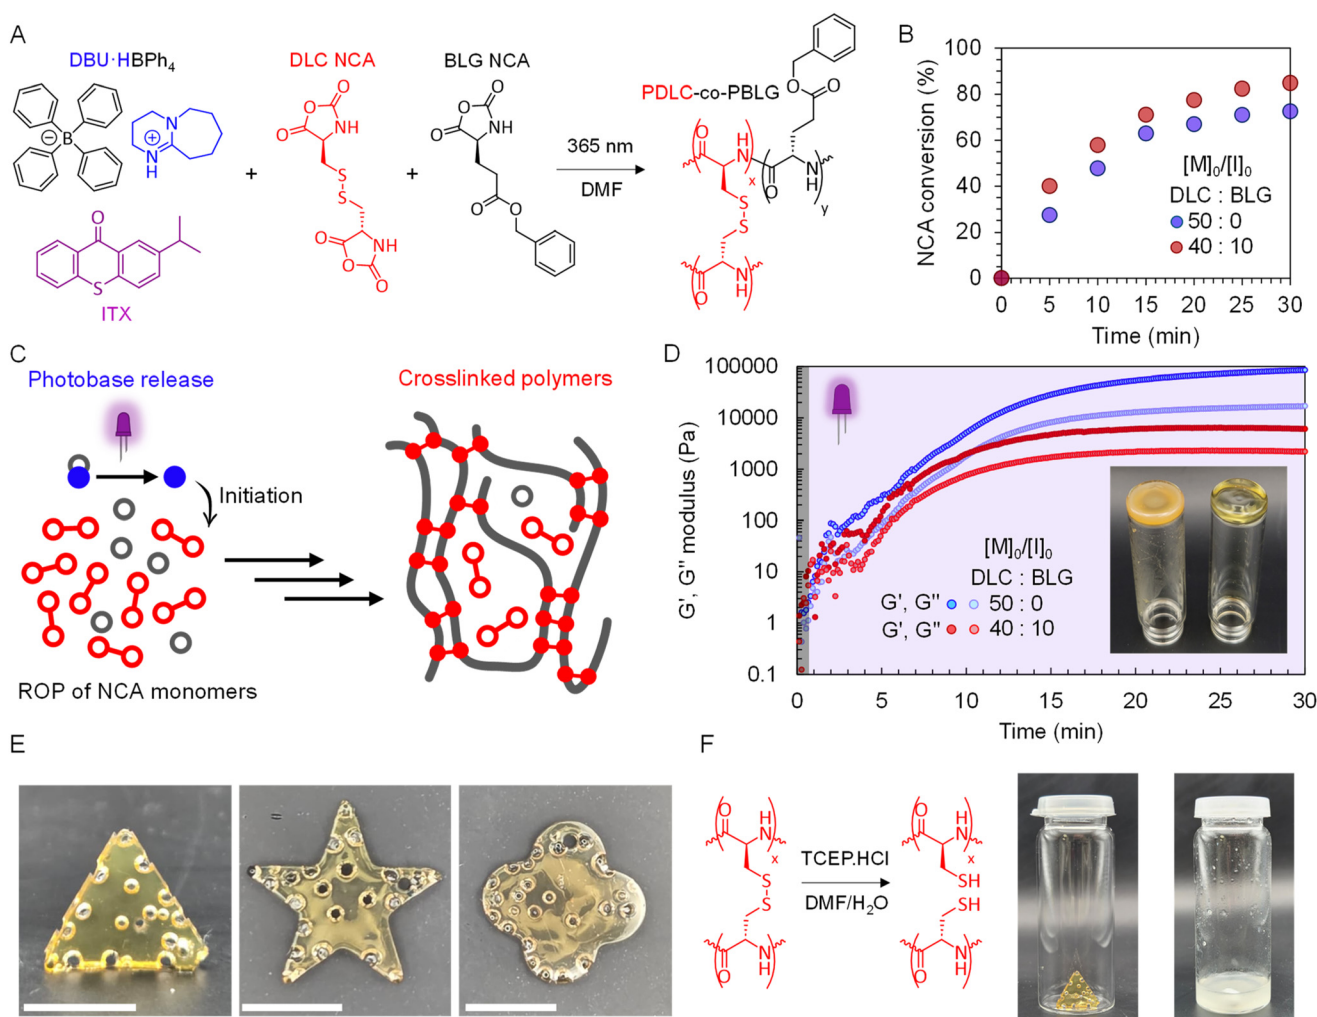 A
DBU·HBPh4
DLC NCA
BLG NCA
PDLC-co-PBLG
B
N
+
N
H
+
+
365 nm
DMF
O
O
O
NH
S
S
O
O
O
NH
O
O
O
NH
O
O
O
O
O
N
H
x
O
N
H
y
S
S
O
N
H
O
S
ITX
B
NCA conversion (%)
100
80
60
40
20
0
0 5 10 15 20 25 30
Time (min)
[M]0/[I]0
DLC : BLG
50 : 0
40 : 10
C
Photobase release
Crosslinked polymers
Initiation
ROP of NCA monomers
D
G', G'' modulus (Pa)
100000
10000
1000
100
10
1
0.1
0 5 10 15 20 25 30
Time (min)
[M]0/[I]0
DLC : BLG
G', G'' 50 : 0
G', G'' 40 : 10
E
F
O
N
H
x
S
S
O
N
H
TCEP.HCl
DMF/H2O
O
N
H
x
SH
SH
O
N
H